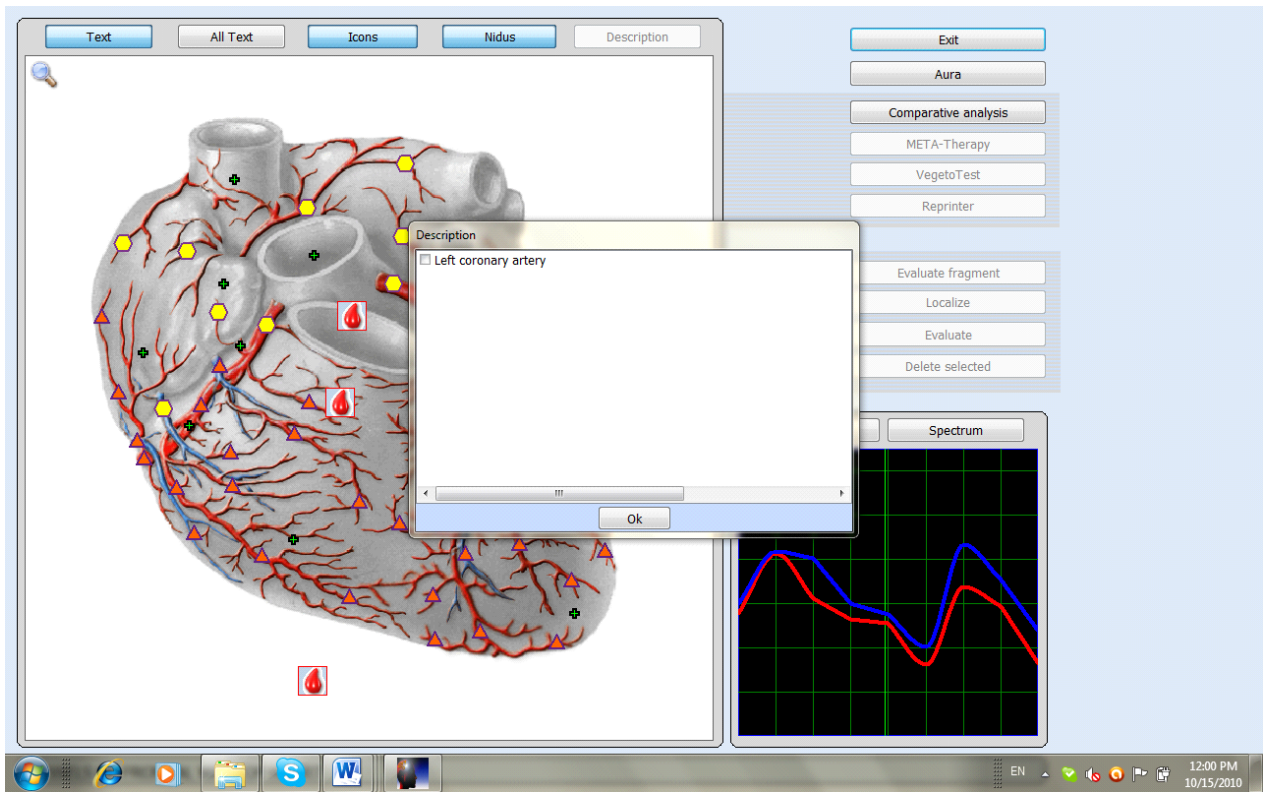 Text All Text Icons Nidus Description
Exit
Aura
Comparative analysis
META-Therapy
VegetoTest
Reprinter
Description
Left coronary artery
Ok
Evaluate fragment
Localize
Evaluate
Delete selected
Spectrum
EN
12:00 PM
10/15/2010